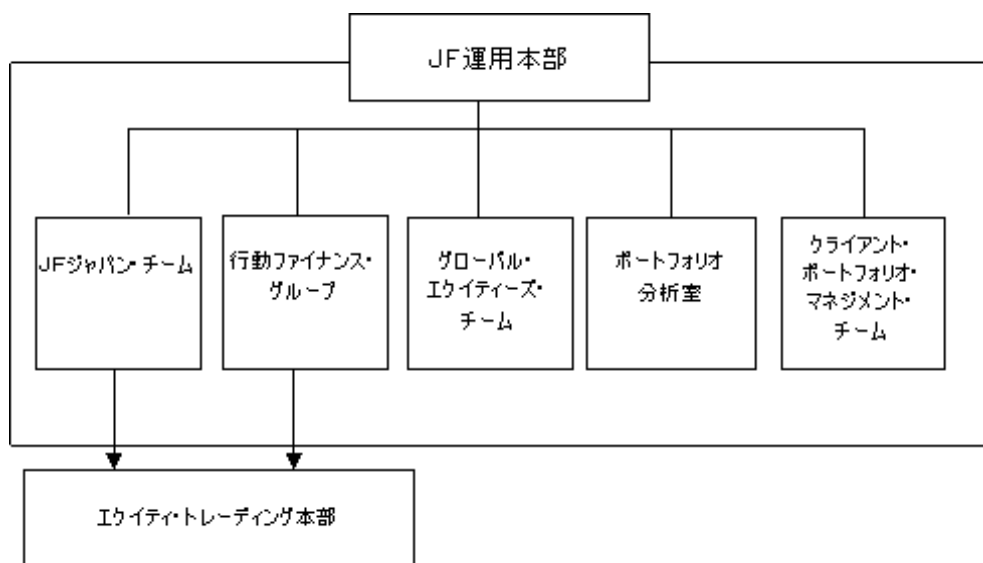 JF運用本部
JFジャパン・チーム
行動ファイナンス・
グループ
グローバル・
エクイティーズ・
チーム
ポートフォリオ
分析室
クライアント・
ポートフォリオ・
マネジメント・
チーム
エクイティ・トレーディング本部